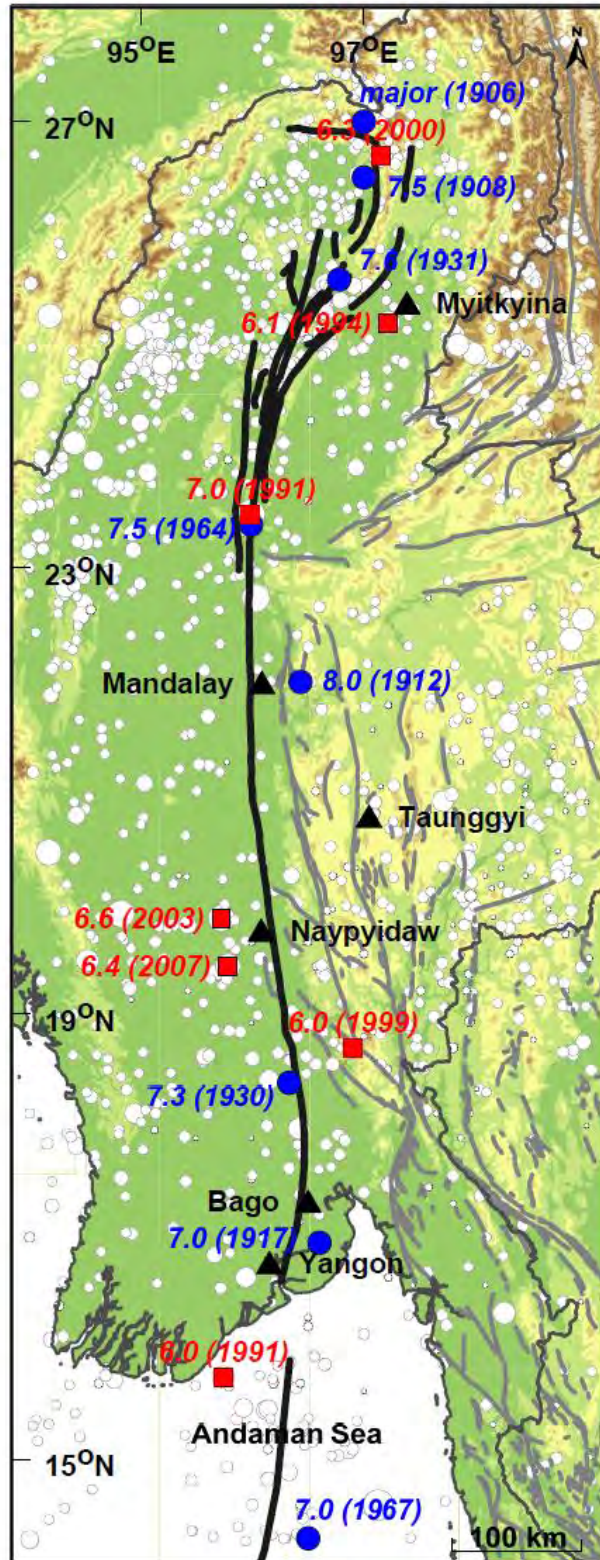 95°E
97°E
N
major (1906)
27°N
6.3 (2000)
7.5 (1908)
7.6 (1931)
Myitkyina
6.1 (1994)
7.0 (1991)
7.5 (1964)
23°N
Mandalay
8.0 (1912)
Taunggyi
6.6 (2003)
Naypyidaw
6.4 (2007)
19°N
6.0 (1999)
7.3 (1930)
Bago
7.0 (1917)
Yangon
6.0 (1991)
Andaman Sea
15°N
7.0 (1967)
100 km